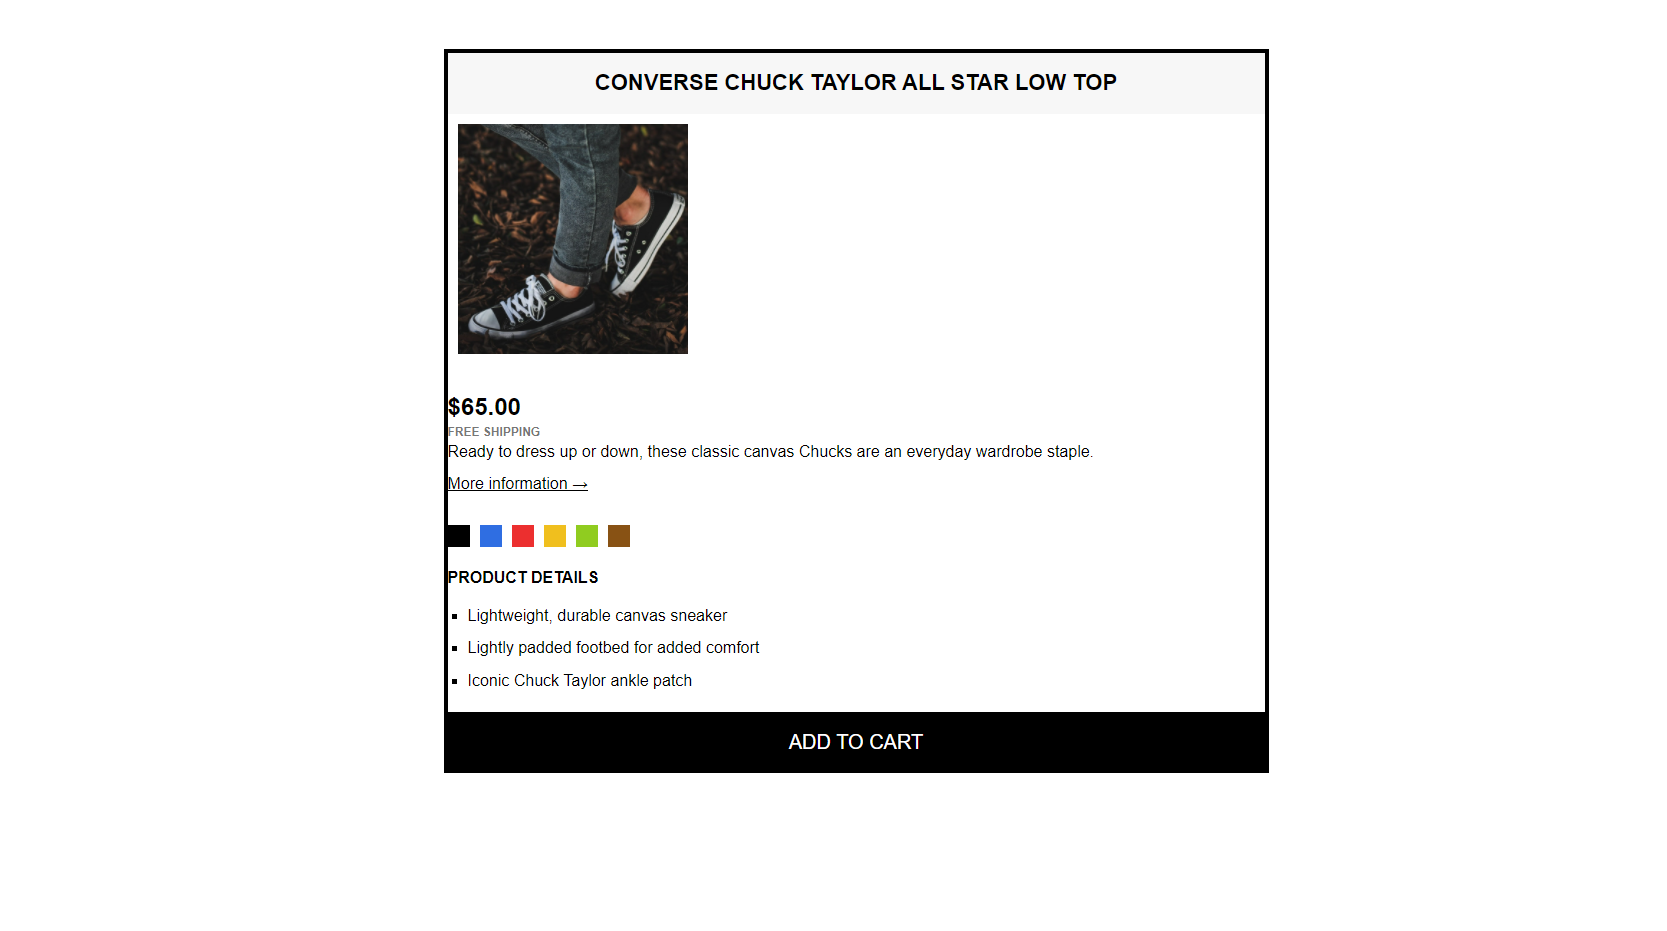 CONVERSE CHUCK TAYLOR ALL STAR LOW TOP
$65.00
FREE SHIPPING
Ready to dress up or down, these classic canvas Chucks are an everyday wardrobe staple.
More information →
PRODUCT DETAILS
▪ Lightweight, durable canvas sneaker
▪ Lightly padded footbed for added comfort
▪ Iconic Chuck Taylor ankle patch
ADD TO CART